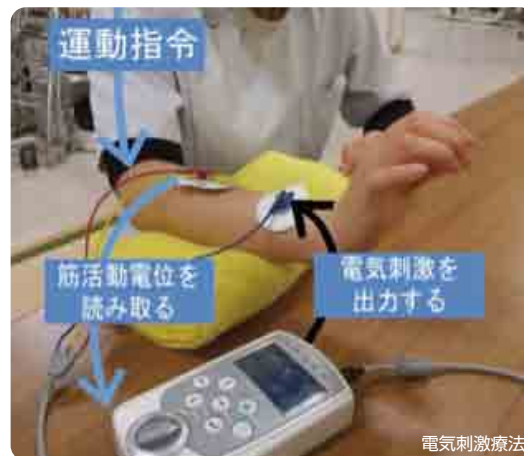 運動指令
筋活動電位を
読み取る
電気刺激を
出力する
電気刺激療法